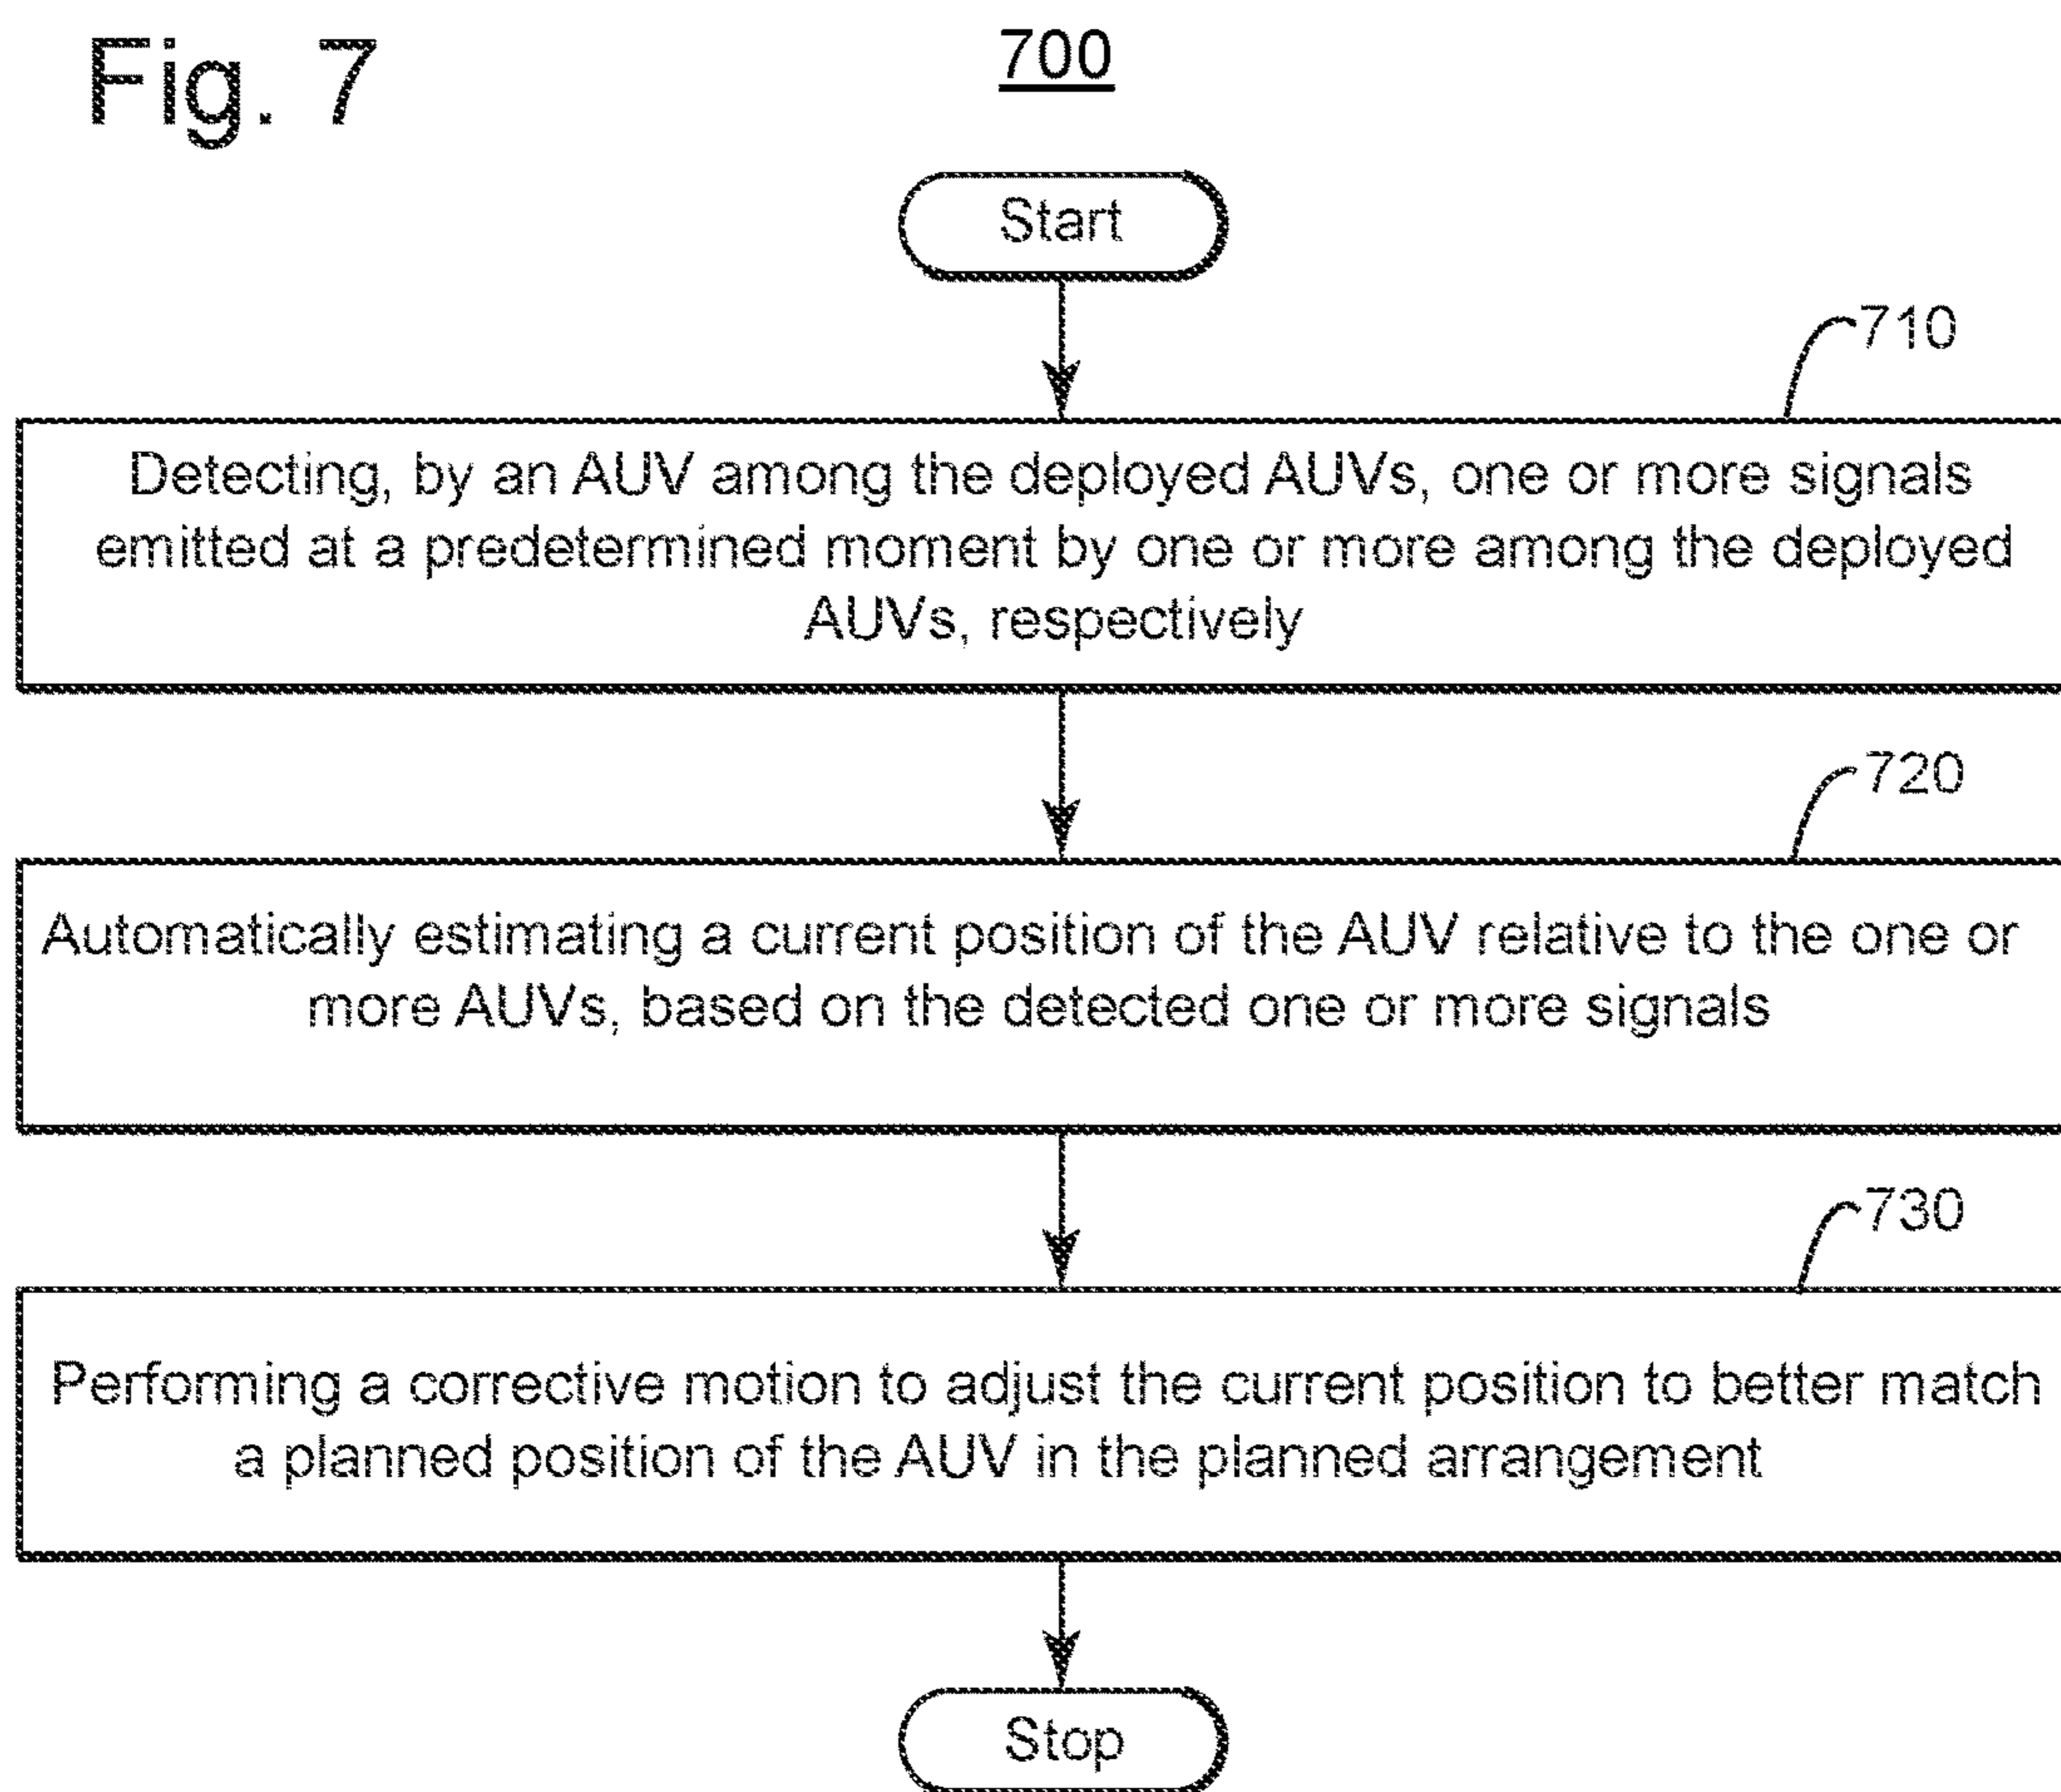 Fig. 7
700
Start
710
Detecting, by an AUV among the deployed AUVs, one or more signals
emitted at a predetermined moment by one or more among the deployed
AUVs, respectively
720
Automatically estimating a current position of the AUV relative to the one or
more AUVs, based on the detected one or more signals
730
Performing a corrective motion to adjust the current position to better match
a planned position of the AUV in the planned arrangement
Stop